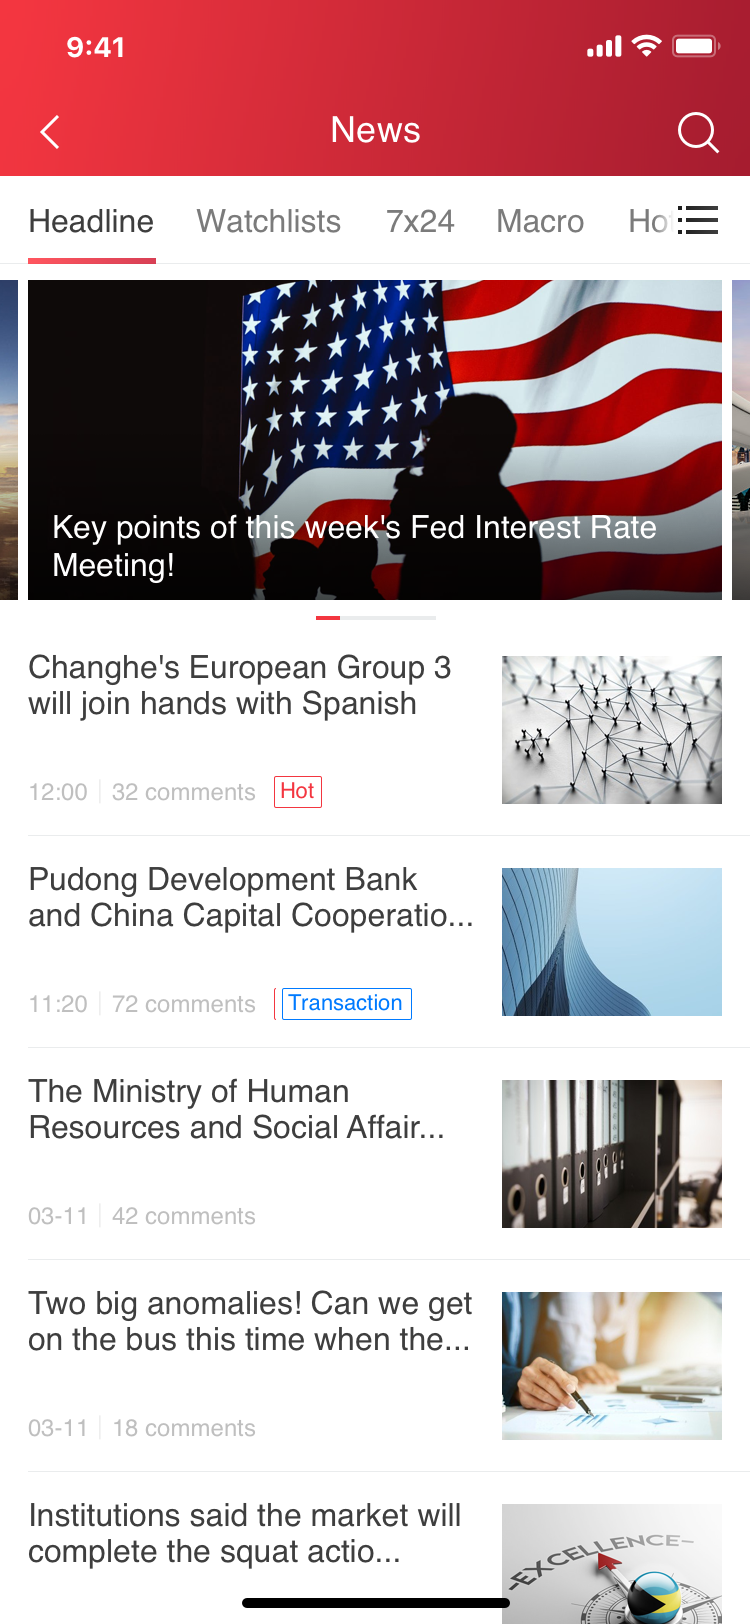 9:41
News
Headline Watchlists 7x24 Macro Hot
Key points of this week's Fed Interest Rate
Meeting!
Changhe's European Group 3
will join hands with Spanish
12:00 32 comments Hot
Pudong Development Bank
and China Capital Cooperatio...
11:20 72 comments Transaction
The Ministry of Human
Resources and Social Affair...
03-11 42 comments
Two big anomalies! Can we get
on the bus this time when the...
03-11 18 comments
Institutions said the market will
complete the squat actio...
EXCELLENCE